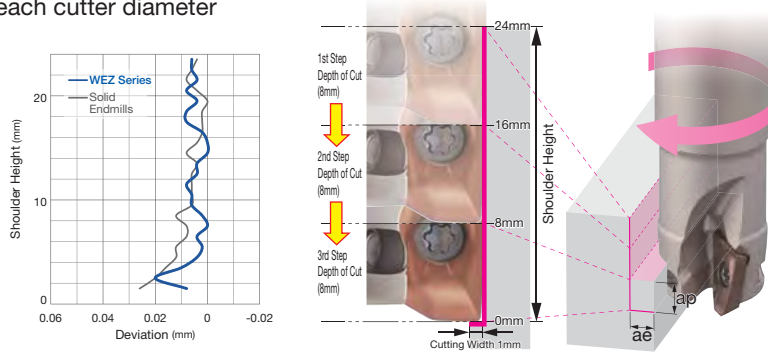 each cutter diameter
WEZ Series
Solid
Endmills
Shoulder Height (mm)
20
10
0
0.06
0.04
0.02
0
-0.02
Deviation (mm)
1st Step
Depth of Cut
(8mm)
2nd Step
Depth of Cut
(8mm)
3rd Step
Depth of Cut
(8mm)
24mm
16mm
8mm
0mm
Shoulder Height
Cutting Width 1mm
ap
ae